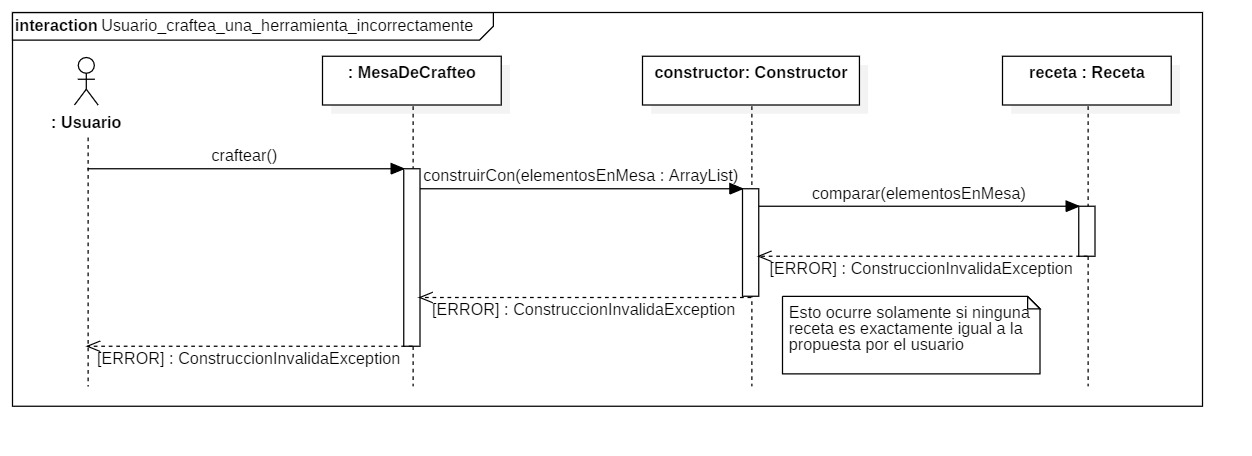 interaction Usuario_craftea_una_herramienta_incorrectamente
: MesaDeCrafteo
constructor: Constructor
receta : Receta
: Usuario
craftear()
construirCon(elementosEnMesa : ArrayList)
comparar(elementosEnMesa)
[ERROR] : ConstruccionInvalidaException
[ERROR] : ConstruccionInvalidaException
Esto ocurre solamente si ninguna
receta es exactamente igual a la
propuesta por el usuario
[ERROR] : ConstruccionInvalidaException